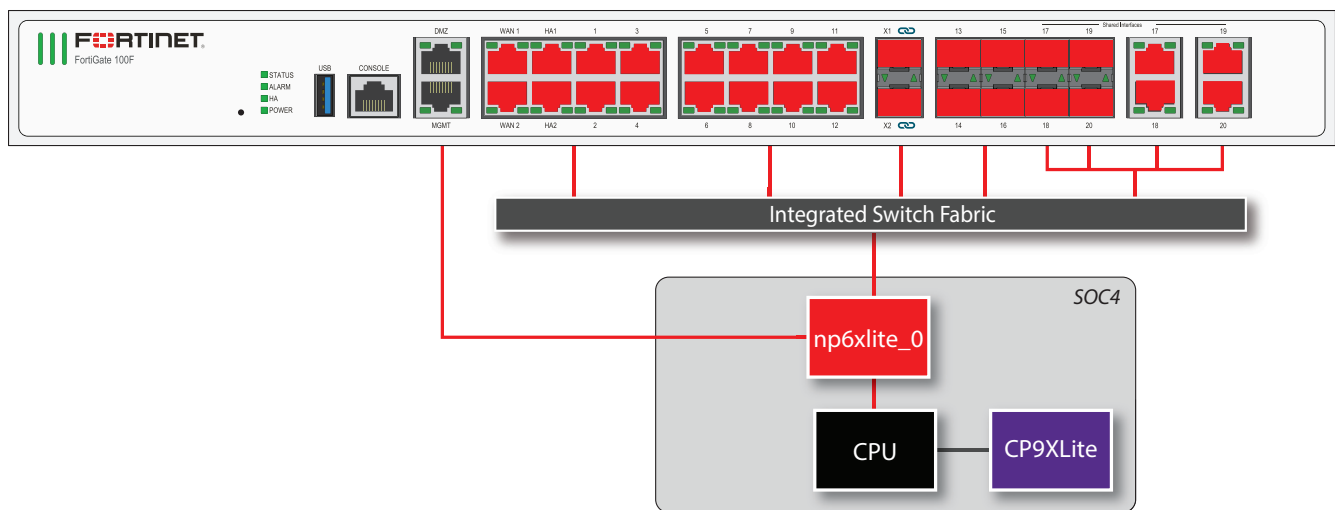 Shared Interfaces
FORTINET
FortiGate 100F
DMZ WAN 1 HA1 1 3 5 7 9 11 X1 13 15 17 19 17 19
USB CONSOLE
STATUS
ALARM
HA
POWER
MGMT WAN 2 HA2 2 4 6 8 10 12 X2 14 16 18 20 18 20
Integrated Switch Fabric
SOC4
np6xlite_0
CPU CP9XLite